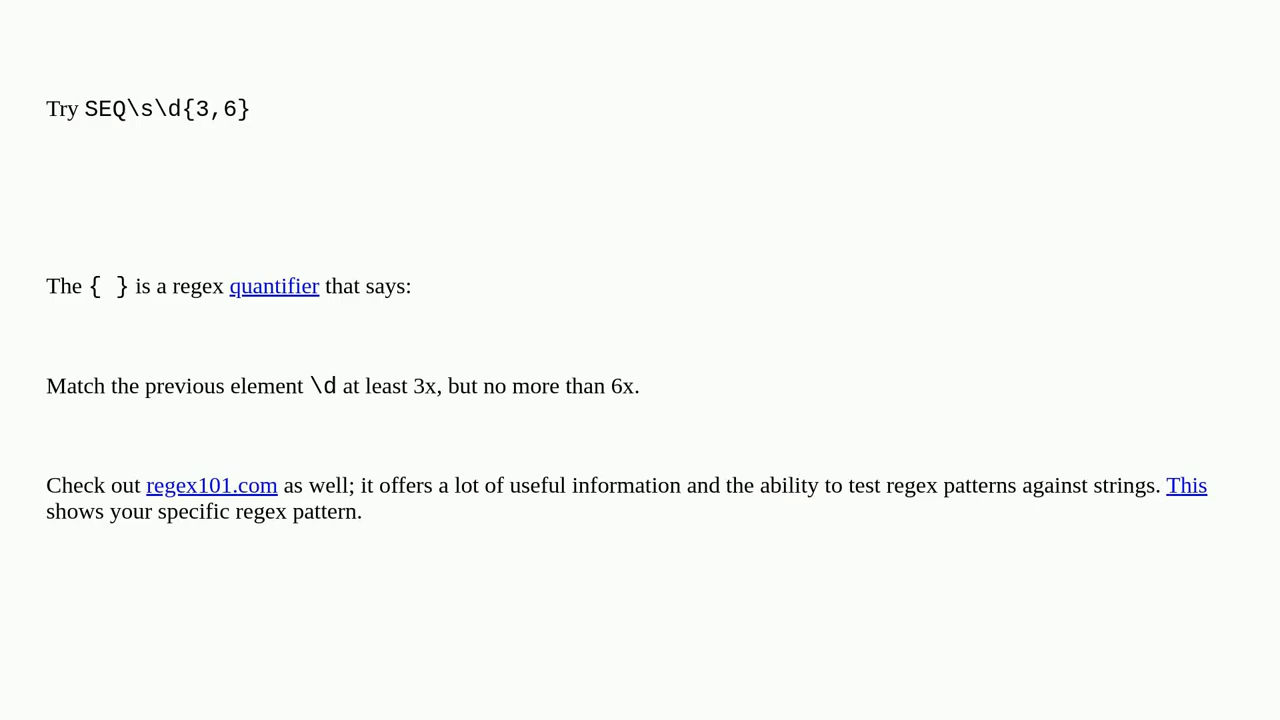 Try SEQ\s\d{3,6}
The { } is a regex quantifier that says:
Match the previous element \d at least 3x, but no more than 6x.
Check out regex101.com as well; it offers a lot of useful information and the ability to test regex patterns against strings. This
shows your specific regex pattern.